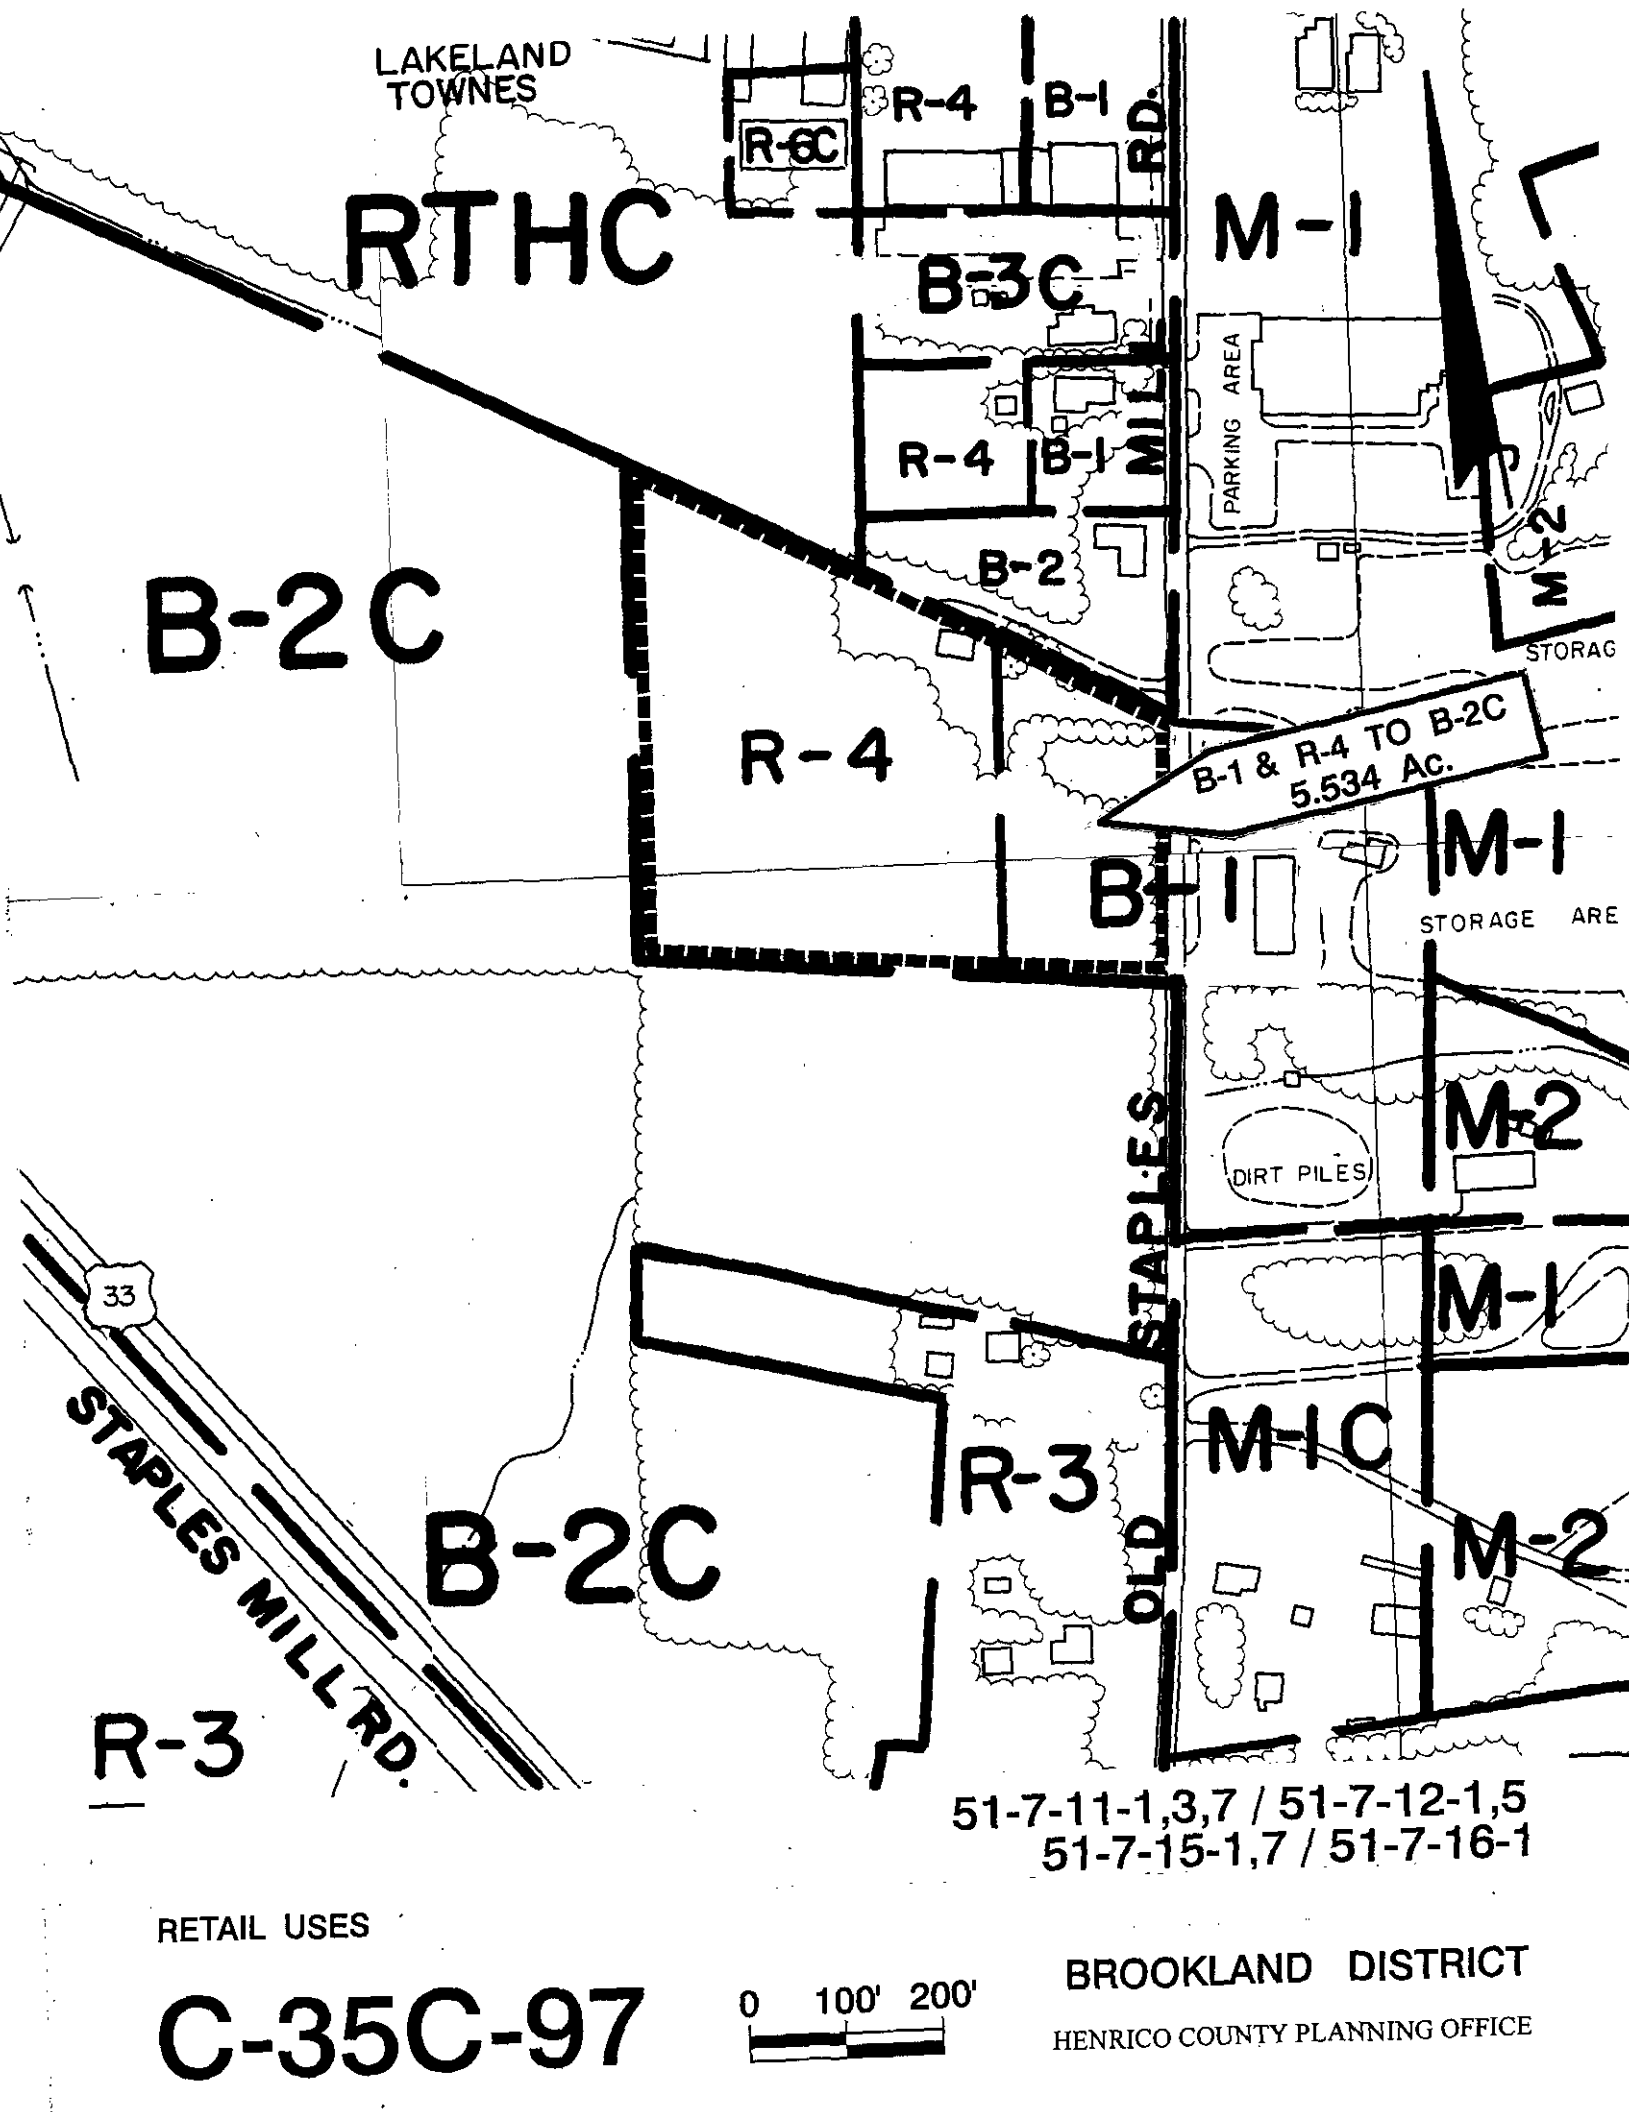 LAKELAND
TOWNES
R-6C
R-4
B-1
RTHC
M-1
B-3C
PARKING AREA
R-4
B-1
B-2
M-2
B-2C
STORAG
R-4
B-1 & R-4 TO B-2C
5.534 Ac.
M-1
B-1
STORAGE ARE
M-2
DIRT PILES
OLD STAPLES MILL RD.
33
M-1
M-1C
R-3
STAPLES MILL RD.
B-2C
M-2
R-3
51-7-11-1,3,7 / 51-7-12-1,5
51-7-15-1,7 / 51-7-16-1
RETAIL USES
C-35C-97
0 100' 200'
BROOKLAND DISTRICT
HENRICO COUNTY PLANNING OFFICE